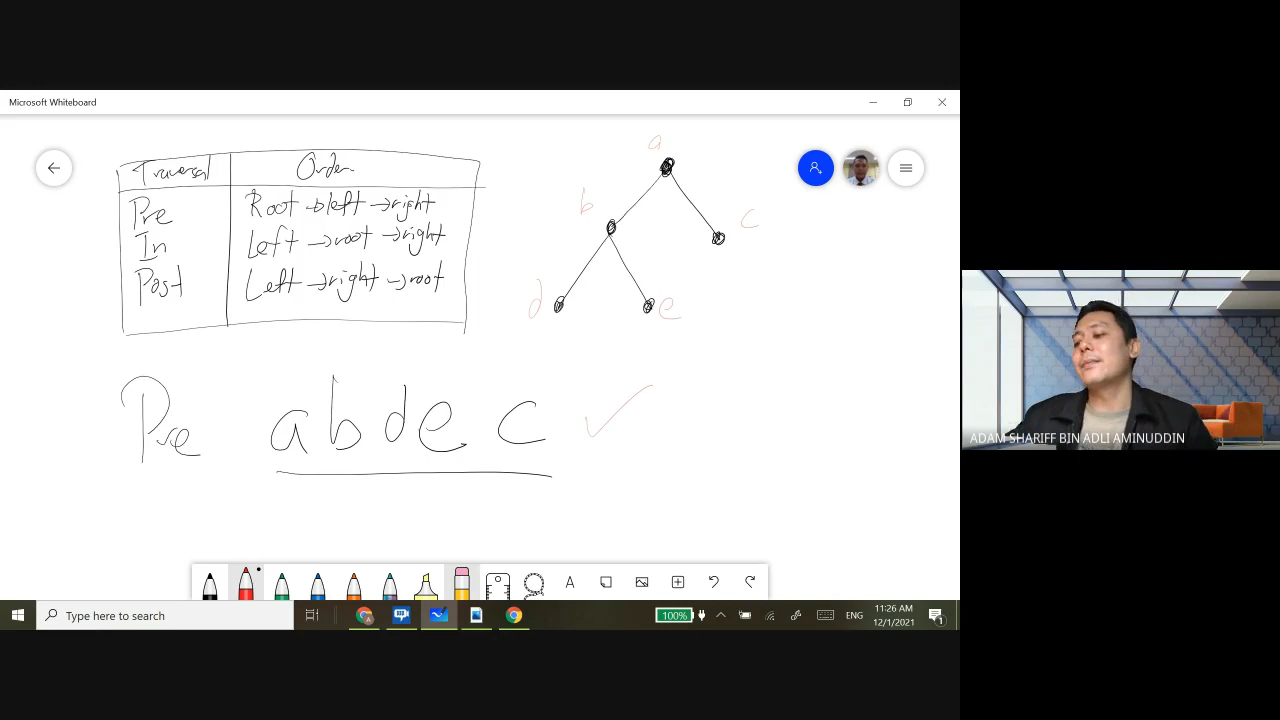 Microsoft Whiteboard
Traversal Order
Pre Root → left → right
In Left → root → right
Post Left → right → root
a
b
c
d
e
Pre a b d e c ✓
ADAM SHARIFF BIN ADLI AMINUDDIN
A
Type here to search
100%
ENG
11:26 AM
12/1/2021
1